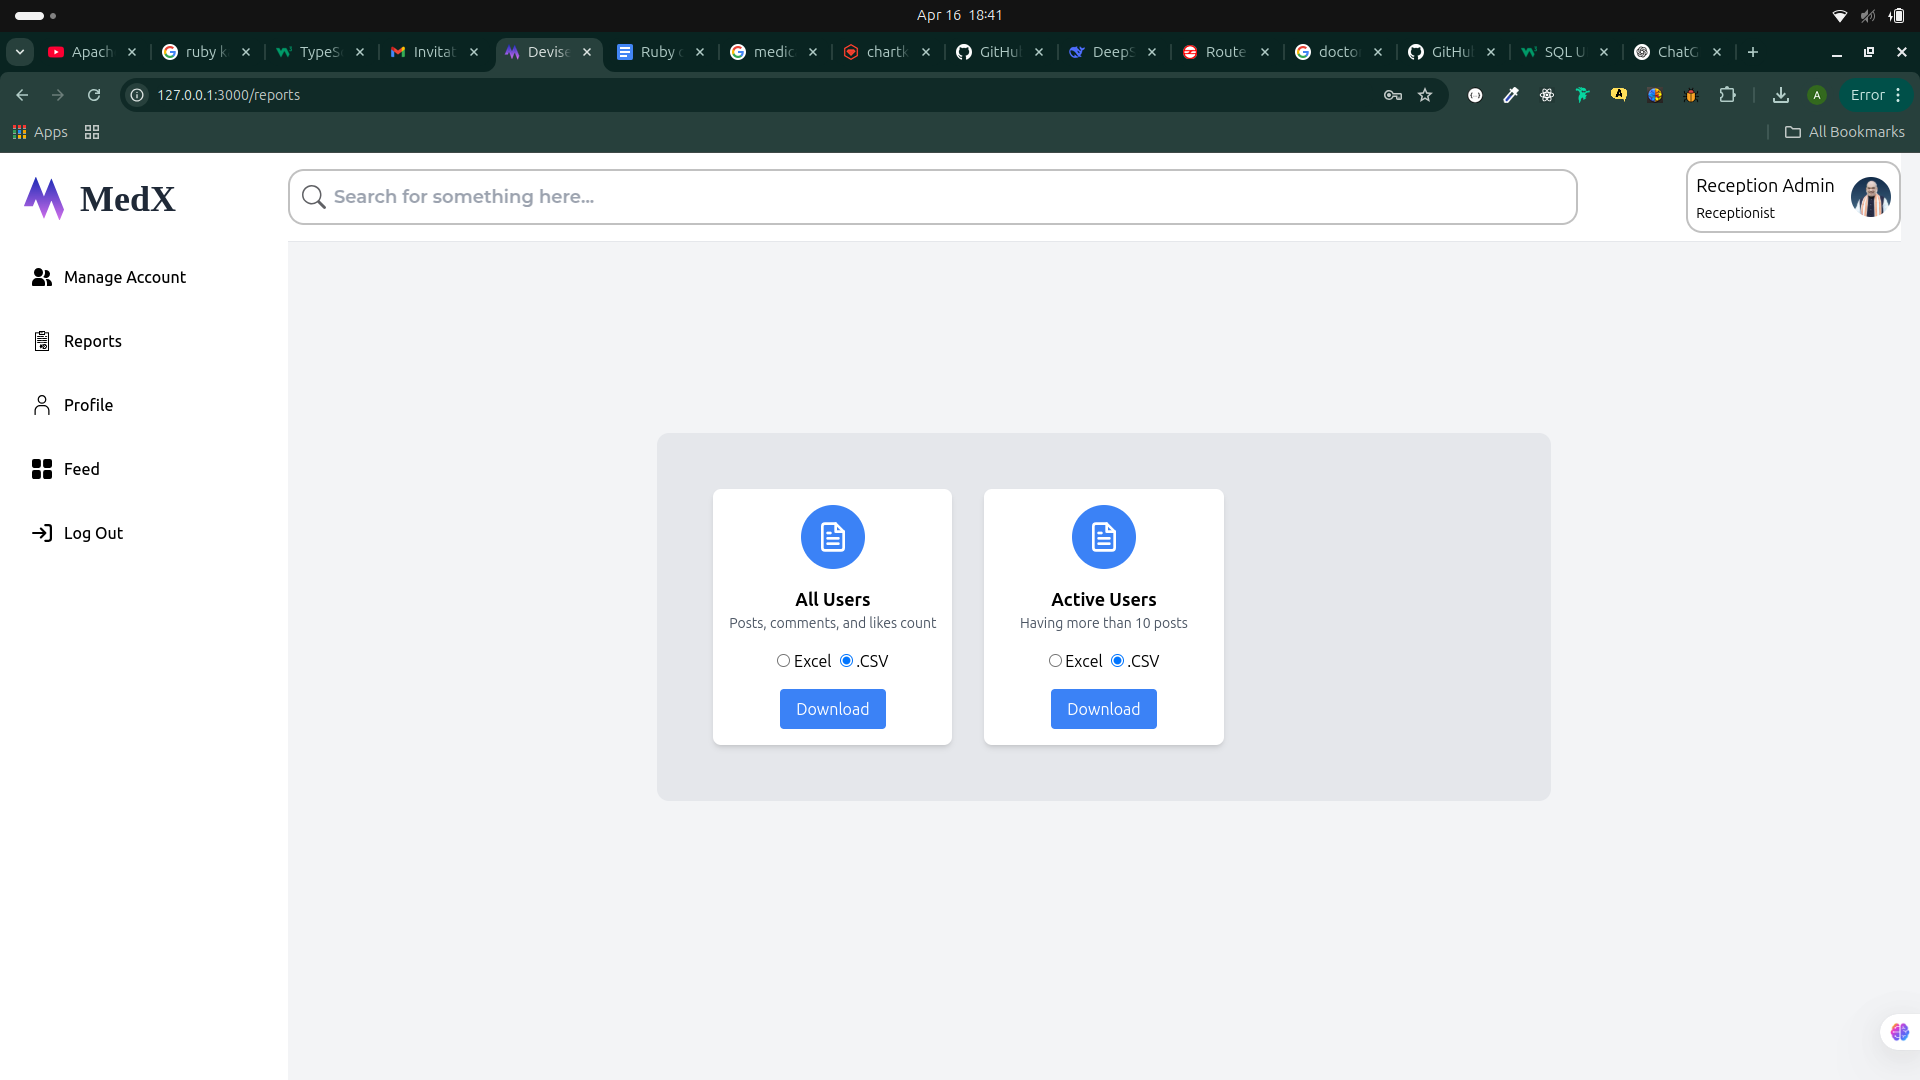 Apr 16 18:41
Apach
ruby k
TypeSc
Invitat
Devise
Ruby
medic
chartk
GitHu
DeepS
Route
docto
GitHu
SQL U
ChatG
127.0.0.1:3000/reports
A
Error
Apps
All Bookmarks
MedX
Search for something here...
Reception Admin
Receptionist
Manage Account
Reports
Profile
Feed
Log Out
All Users
Posts, comments, and likes count
Excel .CSV
Download
Active Users
Having more than 10 posts
Excel .CSV
Download